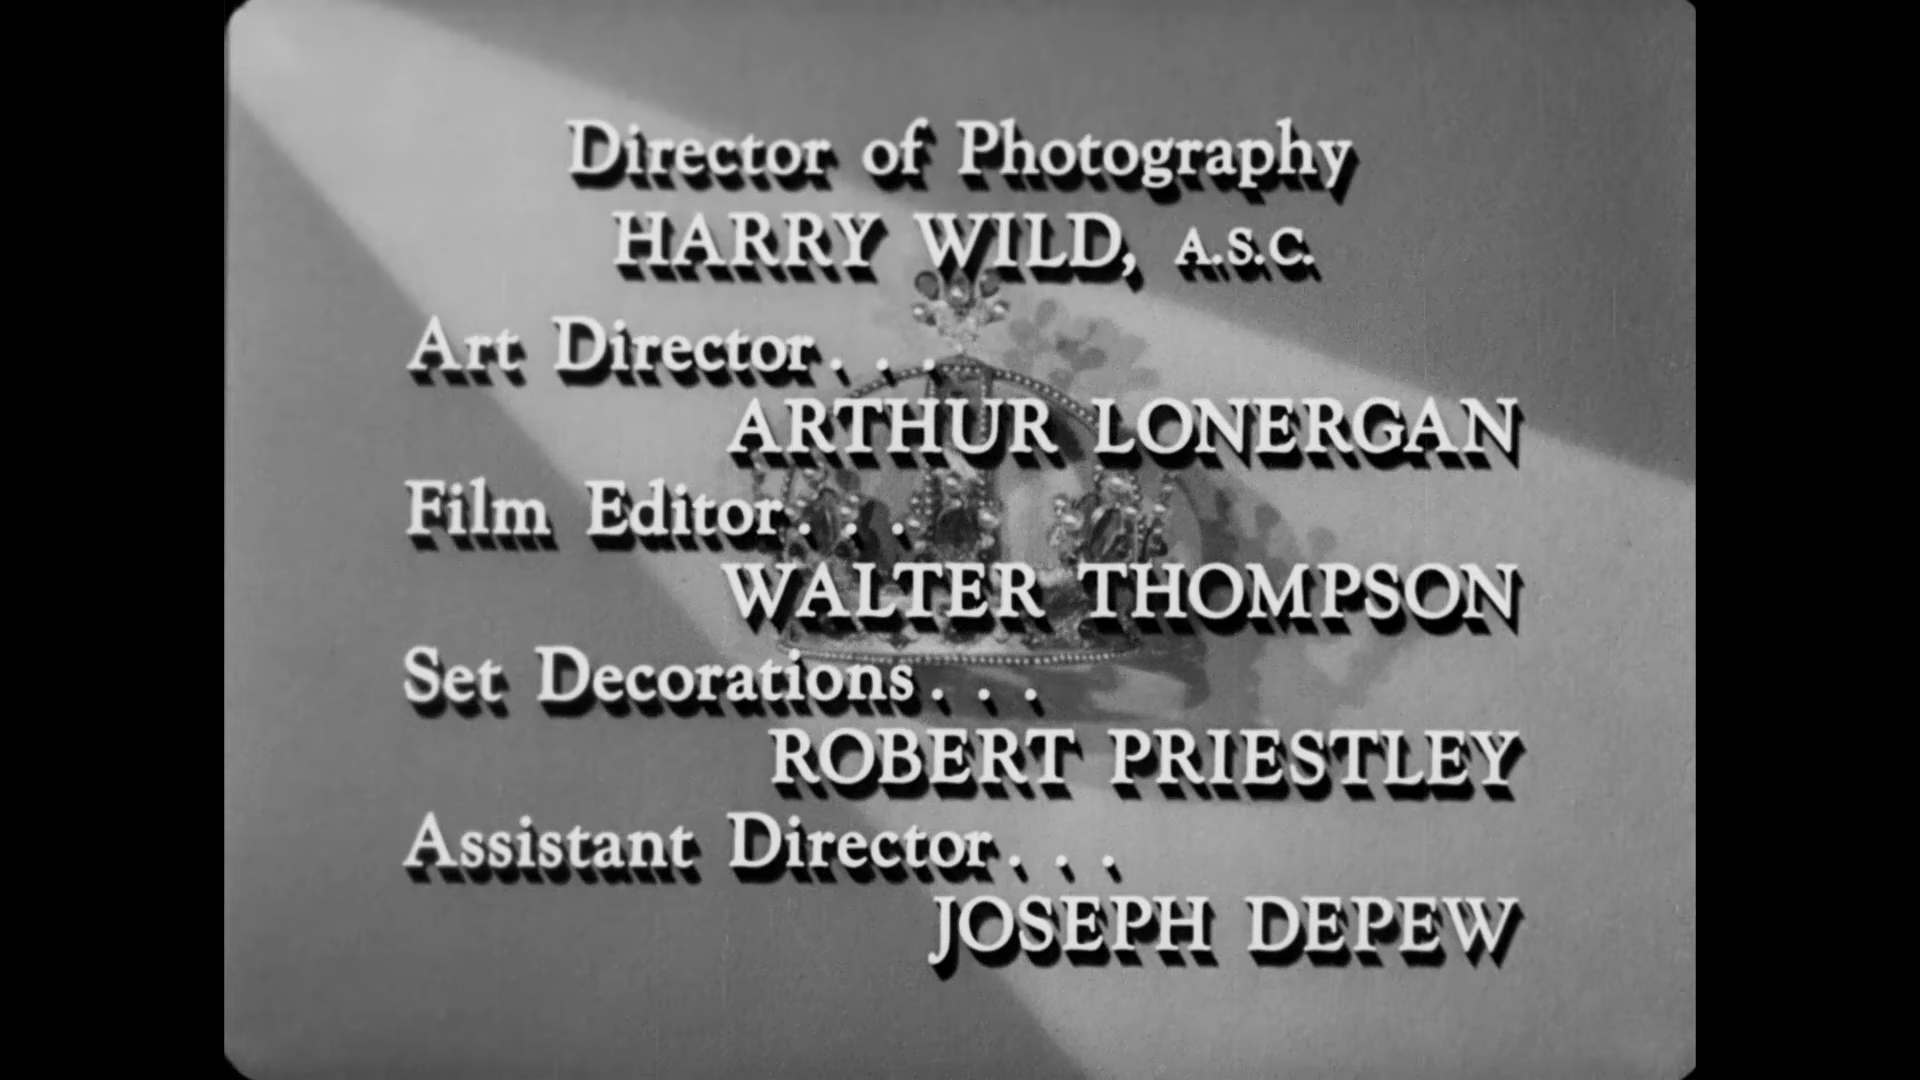 Director of Photography
HARRY WILD, A.S.C.
Art Director...
ARTHUR LONERGAN
Film Editor...
WALTER THOMPSON
Set Decorations...
ROBERT PRIESTLEY
Assistant Director...
JOSEPH DEPEW